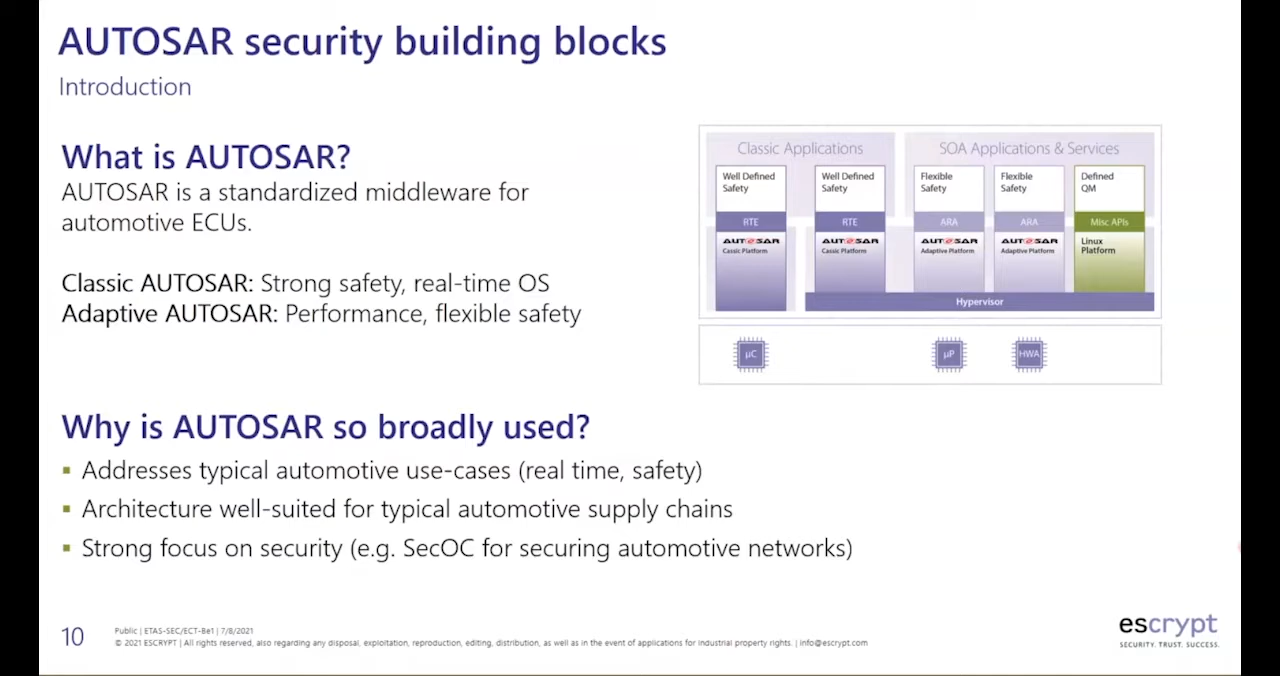 AUTOSAR security building blocks
Introduction
What is AUTOSAR?
AUTOSAR is a standardized middleware for
automotive ECUs.
Classic AUTOSAR: Strong safety, real-time OS
Adaptive AUTOSAR: Performance, flexible safety
Classic Applications
SOA Applications & Services
Well Defined
Safety
Well Defined
Safety
Flexible
Safety
Flexible
Safety
Defined
QM
RTE
RTE
ARA
ARA
Misc APIs
AUTOSAR
Cassic Platform
AUTOSAR
Cassic Platform
AUTOSAR
Adaptive Platform
AUTOSAR
Adaptive Platform
Linux
Platform
Hypervisor
µC
µP
HWA
Why is AUTOSAR so broadly used?
▪ Addresses typical automotive use-cases (real time, safety)
▪ Architecture well-suited for typical automotive supply chains
▪ Strong focus on security (e.g. SecOC for securing automotive networks)
10
Public | ETAS-SEC/ECT-Be1 | 7/8/2021
© 2021 ESCRYPT | All rights reserved, also regarding any disposal, exploitation, reproduction, editing, distribution, as well as in the event of applications for industrial property rights. | info@escrypt.com
escrypt
SECURITY. TRUST. SUCCESS.